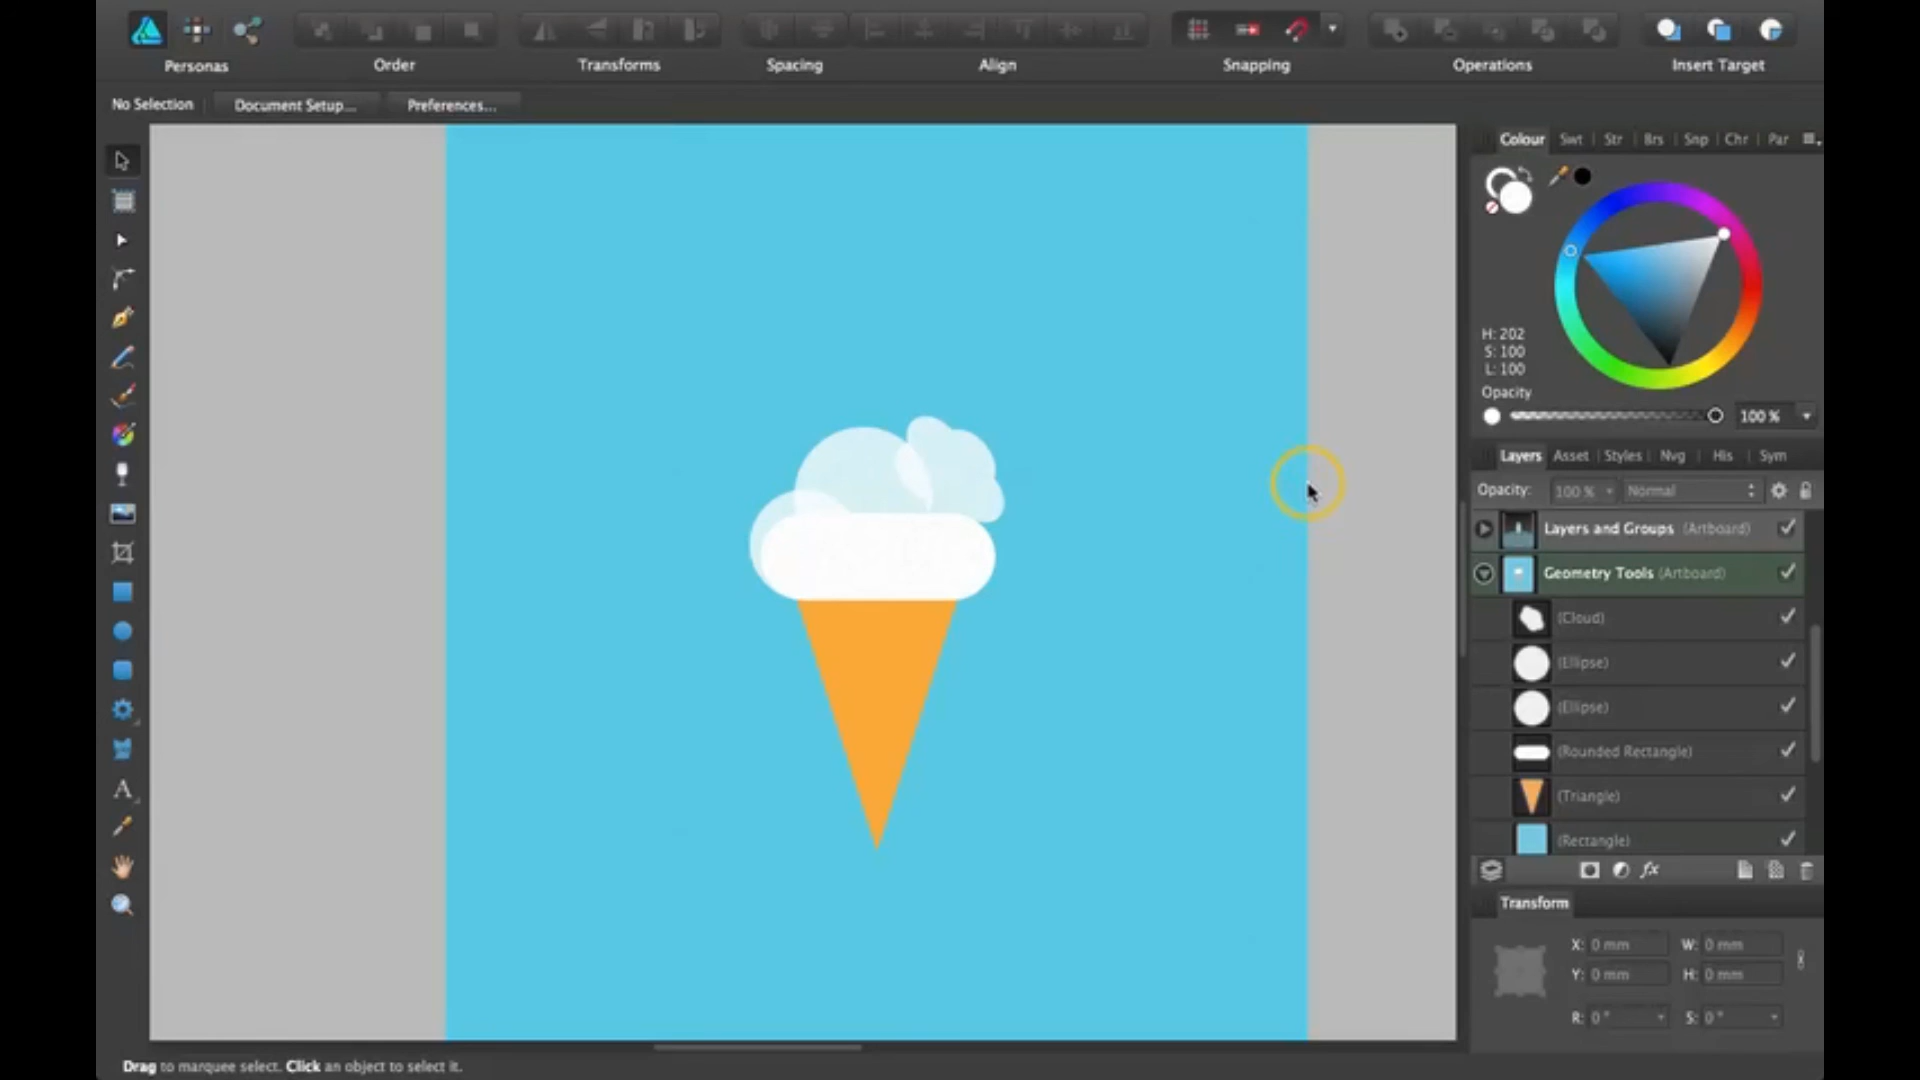 Personas Order Transforms Spacing Align Snapping Operations Insert Target
No Selection Document Setup... Preferences...
Colour Swt Str Brs Snp Chr Par
H: 202
S: 100
L: 100
Opacity
100 %
Layers Asset Styles Nvg His Sym
Opacity: 100 % Normal
Layers and Groups (Artboard)
Geometry Tools (Artboard)
(Cloud)
(Ellipse)
(Ellipse)
(Rounded Rectangle)
(Triangle)
(Rectangle)
fx
Transform
X: 0 mm W: 0 mm
Y: 0 mm H: 0 mm
R: 0 ° S: 0 °
Drag to marquee select. Click an object to select it.